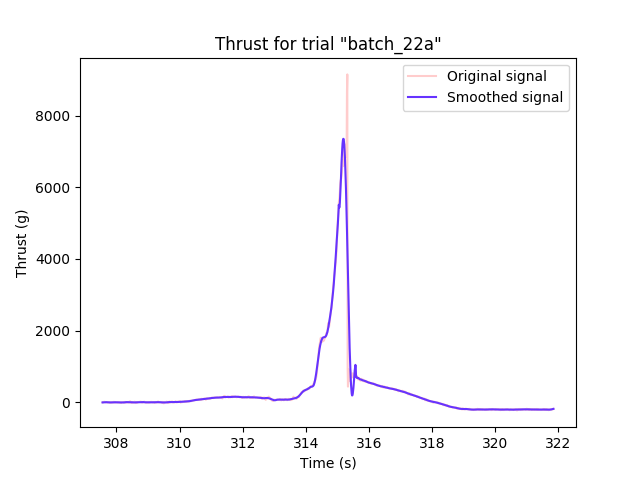 Thrust for trial "batch_22a"
Original signal
Smoothed signal
8000
6000
4000
2000
0
Thrust (g)
308 310 312 314 316 318 320 322
Time (s)